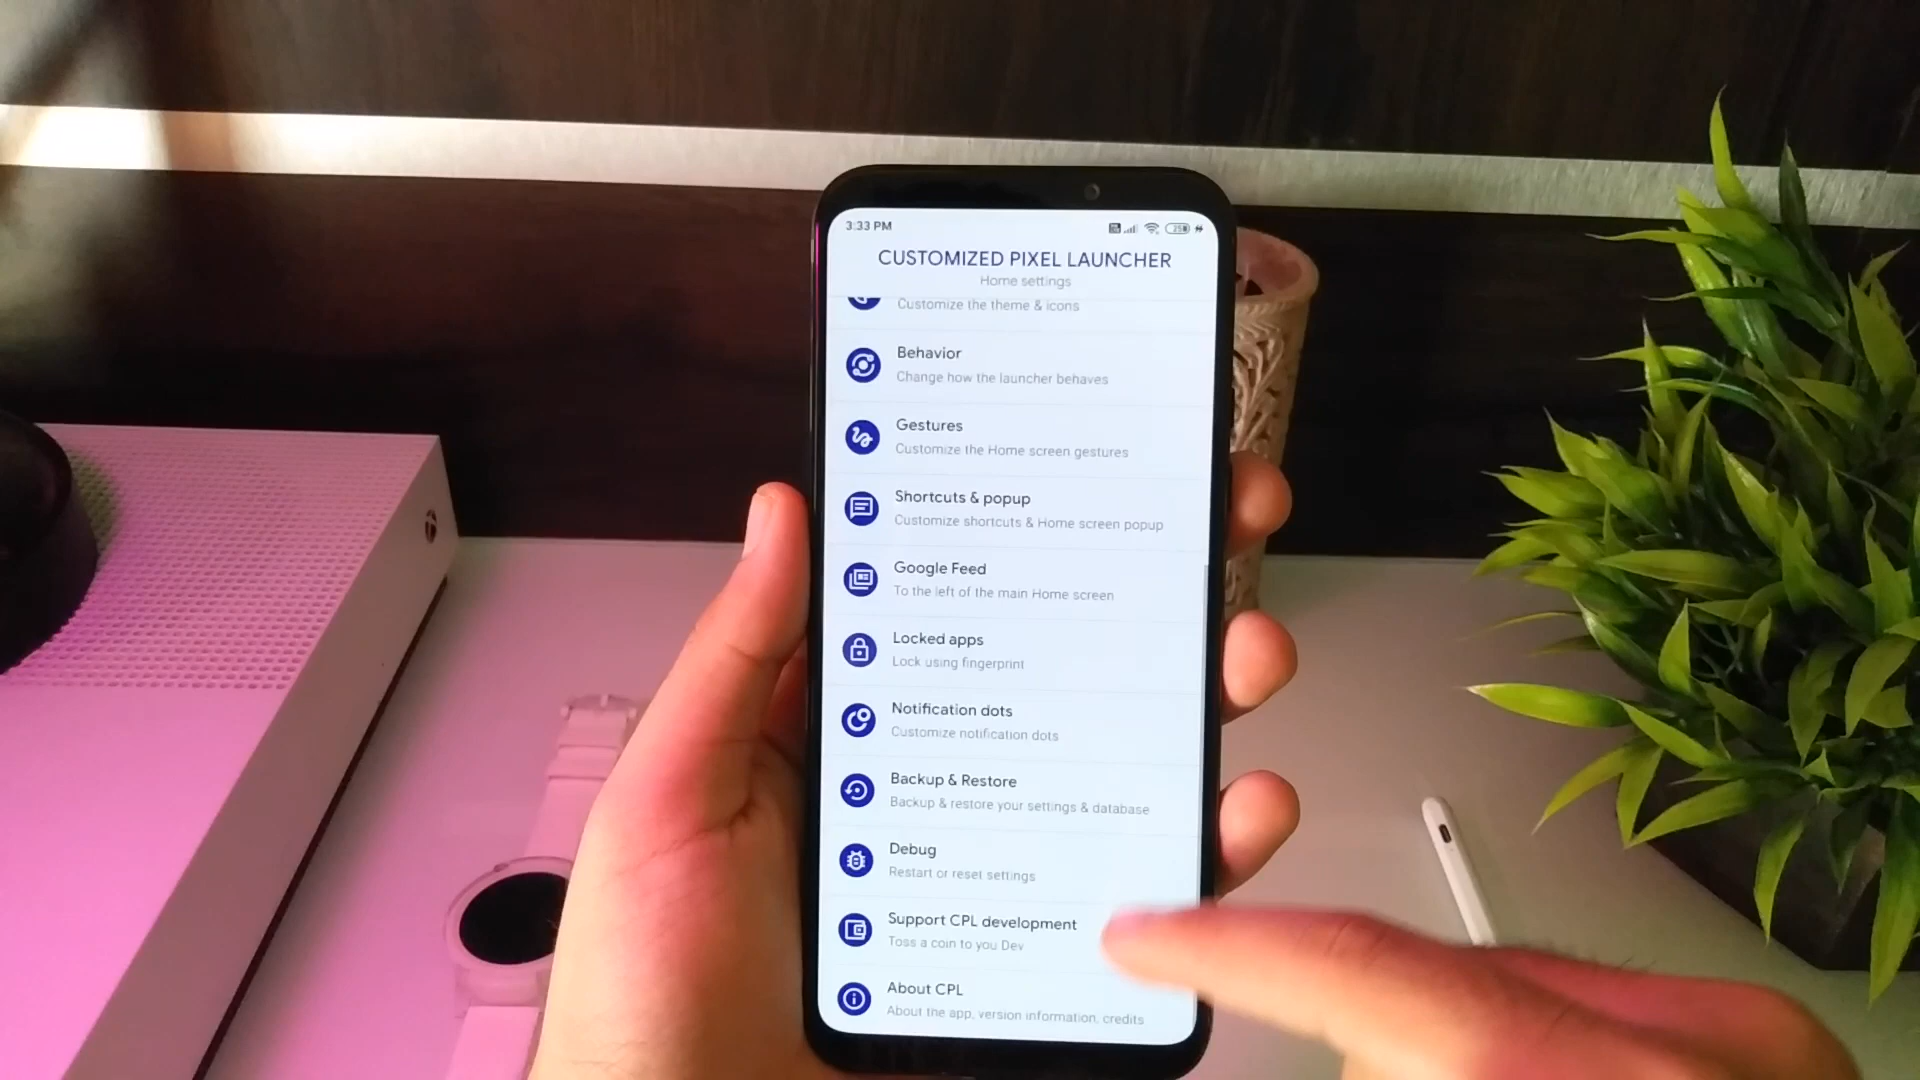 3:33 PM
CUSTOMIZED PIXEL LAUNCHER
Home settings
Customize the theme & icons
Behavior
Change how the launcher behaves
Gestures
Customize the Home screen gestures
Shortcuts & popup
Customize shortcuts & Home screen popup
Google Feed
To the left of the main Home screen
Locked apps
Lock using fingerprint
Notification dots
Customize notification dots
Backup & Restore
Backup & restore your settings & database
Debug
Restart or reset settings
Support CPL development
Toss a coin to you Dev
About CPL
About the app, version information, credits